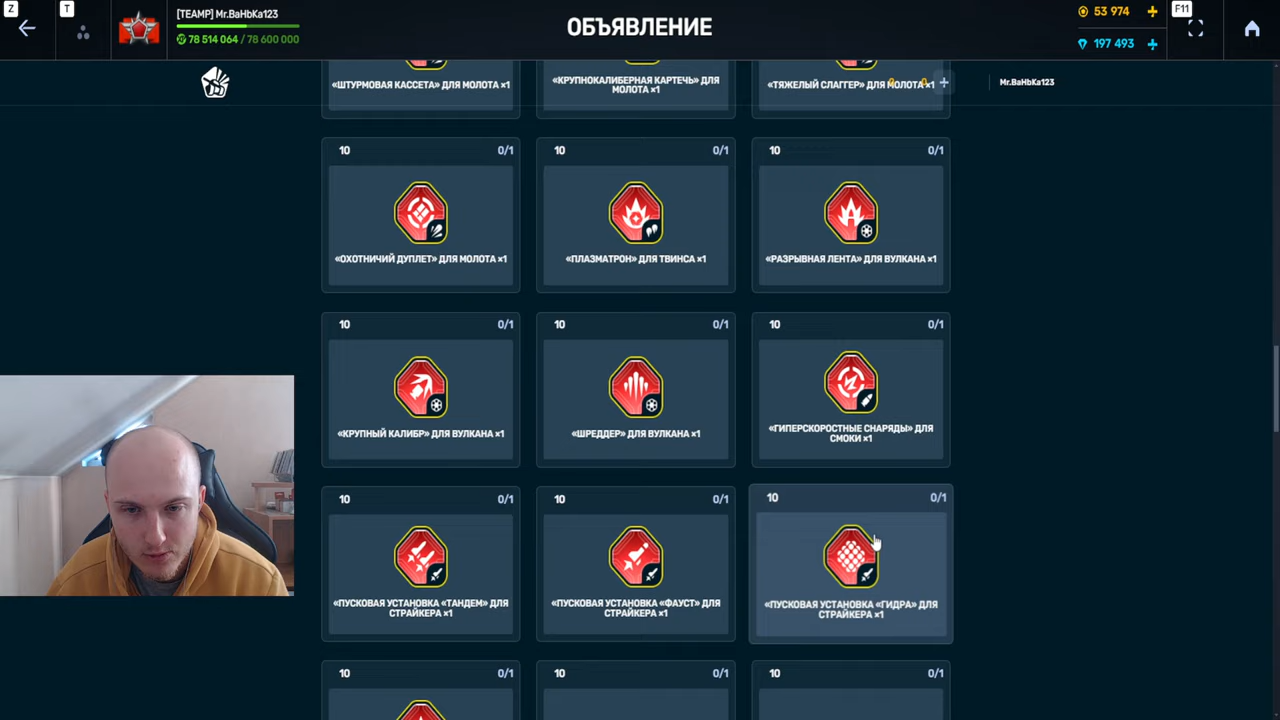 Z
T
[TEAMP] Mr.BaHbKa123
78 514 064 / 78 600 000
ОБЪЯВЛЕНИЕ
53 974
197 493
F11
Mr.BaHbKa123
«ШТУРМОВАЯ КАССЕТА» ДЛЯ МОЛОТА ×1
«КРУПНОКАЛИБЕРНАЯ КАРТЕЧЬ» ДЛЯ
МОЛОТА ×1
«ТЯЖЕЛЫЙ СЛАГГЕР» ДЛЯ МОЛОТА ×1
10 0/1
10 0/1
10 0/1
«ОХОТНИЧИЙ ДУПЛЕТ» ДЛЯ МОЛОТА ×1
«ПЛАЗМАТРОН» ДЛЯ ТВИНСА ×1
«РАЗРЫВНАЯ ЛЕНТА» ДЛЯ ВУЛКАНА ×1
10 0/1
10 0/1
10 0/1
«КРУПНЫЙ КАЛИБР» ДЛЯ ВУЛКАНА ×1
«ШРЕДДЕР» ДЛЯ ВУЛКАНА ×1
«ГИПЕРСКОРОСТНЫЕ СНАРЯДЫ» ДЛЯ
СМОКИ ×1
10 0/1
10 0/1
10 0/1
«ПУСКОВАЯ УСТАНОВКА «ТАНДЕМ» ДЛЯ
СТРАЙКЕРА ×1
«ПУСКОВАЯ УСТАНОВКА «ФАУСТ» ДЛЯ
СТРАЙКЕРА ×1
«ПУСКОВАЯ УСТАНОВКА «ГИДРА» ДЛЯ
СТРАЙКЕРА ×1
10 0/1
10 0/1
10 0/1